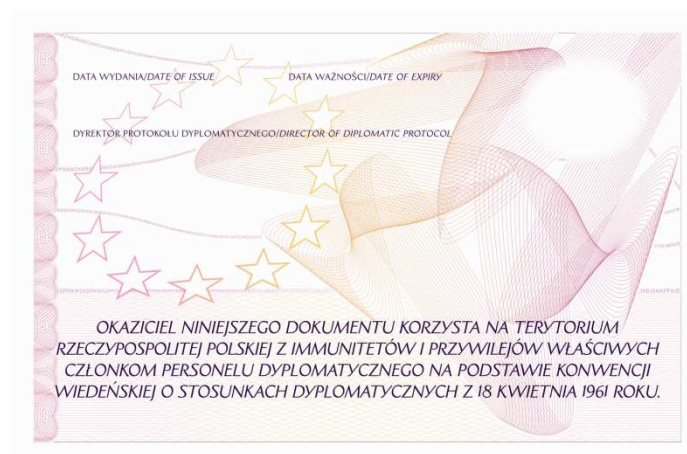 DATA WYDANIA/DATE OF ISSUE DATA WAŻNOŚCI/DATE OF EXPIRY
DYREKTOR PROTOKOŁU DYPLOMATYCZNEGO/DIRECTOR OF DIPLOMATIC PROTOCOL
OKAZICIEL NINIEJSZEGO DOKUMENTU KORZYSTA NA TERYTORIUM
RZECZYPOSPOLITEJ POLSKIEJ Z IMMUNITETÓW I PRZYWILEJÓW WŁAŚCIWYCH
CZŁONKOM PERSONELU DYPLOMATYCZNEGO NA PODSTAWIE KONWENCJI
WIEDEŃSKIEJ O STOSUNKACH DYPLOMATYCZNYCH Z 18 KWIETNIA 1961 ROKU.